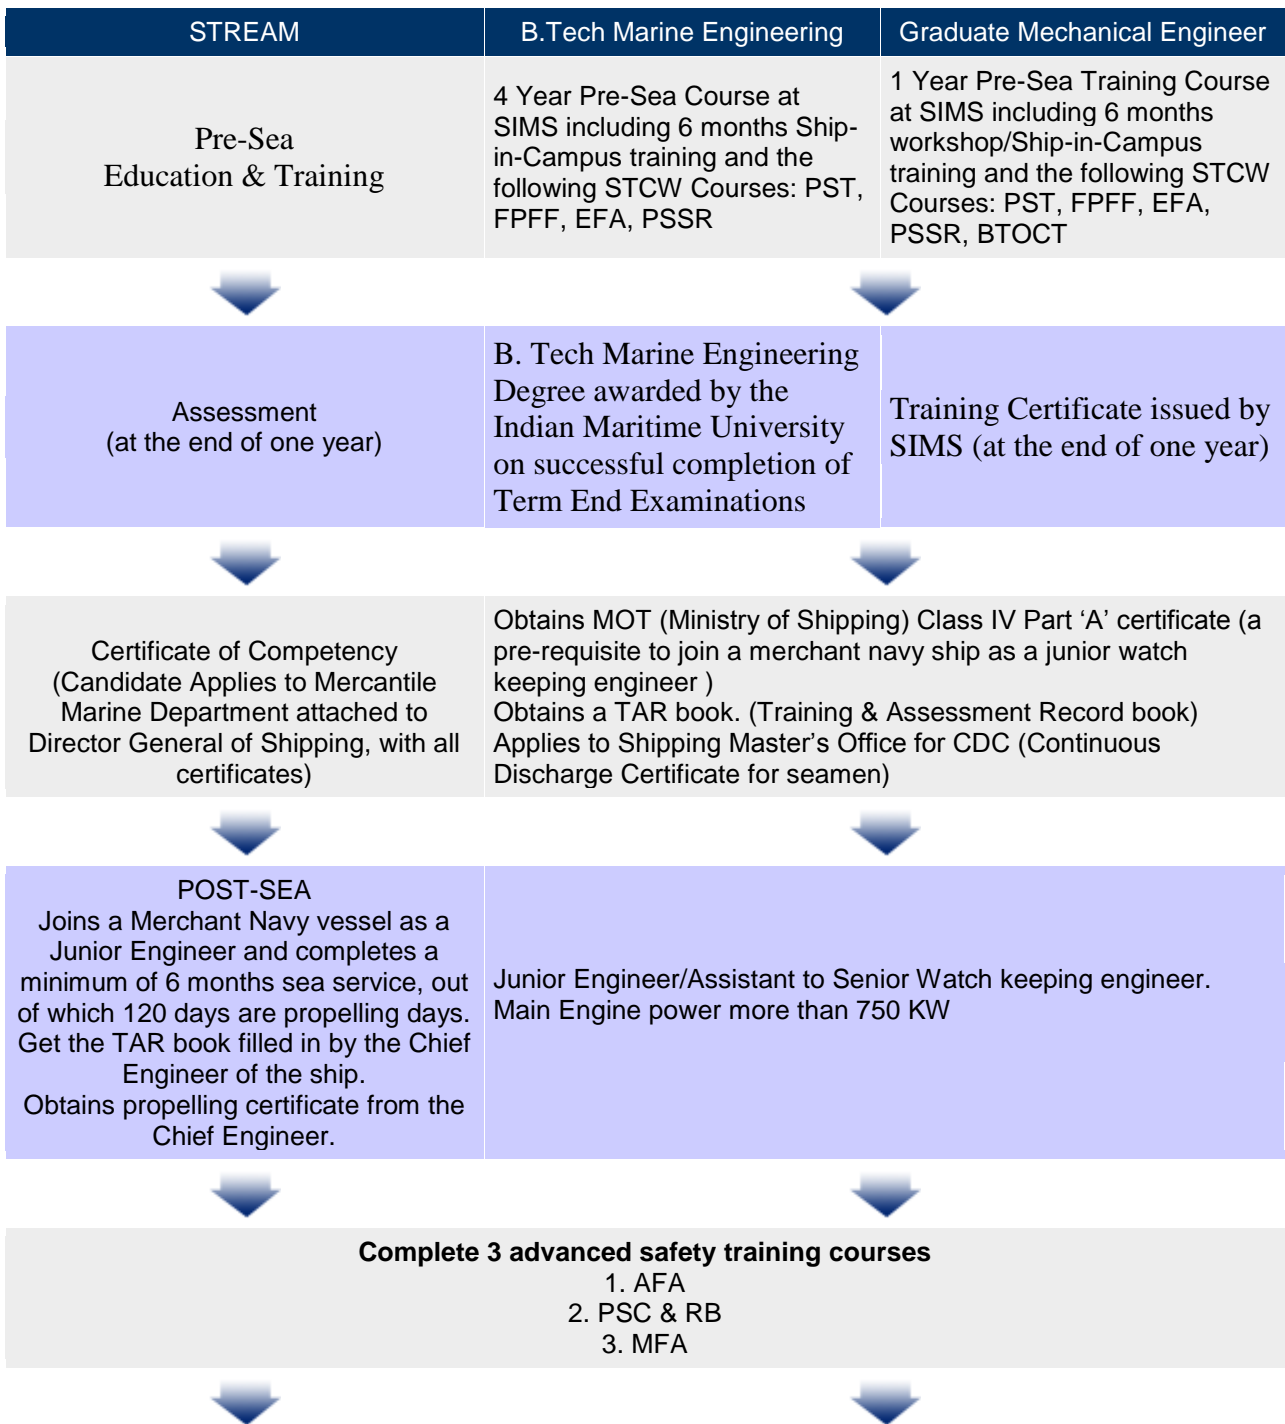 STREAM
B.Tech Marine Engineering
Graduate Mechanical Engineer
Pre-Sea
Education & Training
4 Year Pre-Sea Course at
SIMS including 6 months Ship-
in-Campus training and the
following STCW Courses: PST,
FPFF, EFA, PSSR
1 Year Pre-Sea Training Course
at SIMS including 6 months
workshop/Ship-in-Campus
training and the following STCW
Courses: PST, FPFF, EFA,
PSSR, BTOCT
Assessment
(at the end of one year)
B. Tech Marine Engineering
Degree awarded by the
Indian Maritime University
on successful completion of
Term End Examinations
Training Certificate issued by
SIMS (at the end of one year)
Certificate of Competency
(Candidate Applies to Mercantile
Marine Department attached to
Director General of Shipping, with all
certificates)
Obtains MOT (Ministry of Shipping) Class IV Part ‘A’ certificate (a
pre-requisite to join a merchant navy ship as a junior watch
keeping engineer )
Obtains a TAR book. (Training & Assessment Record book)
Applies to Shipping Master’s Office for CDC (Continuous
Discharge Certificate for seamen)
POST-SEA
Joins a Merchant Navy vessel as a
Junior Engineer and completes a
minimum of 6 months sea service, out
of which 120 days are propelling days.
Get the TAR book filled in by the Chief
Engineer of the ship.
Obtains propelling certificate from the
Chief Engineer.
Junior Engineer/Assistant to Senior Watch keeping engineer.
Main Engine power more than 750 KW
Complete 3 advanced safety training courses
1. AFA
2. PSC & RB
3. MFA